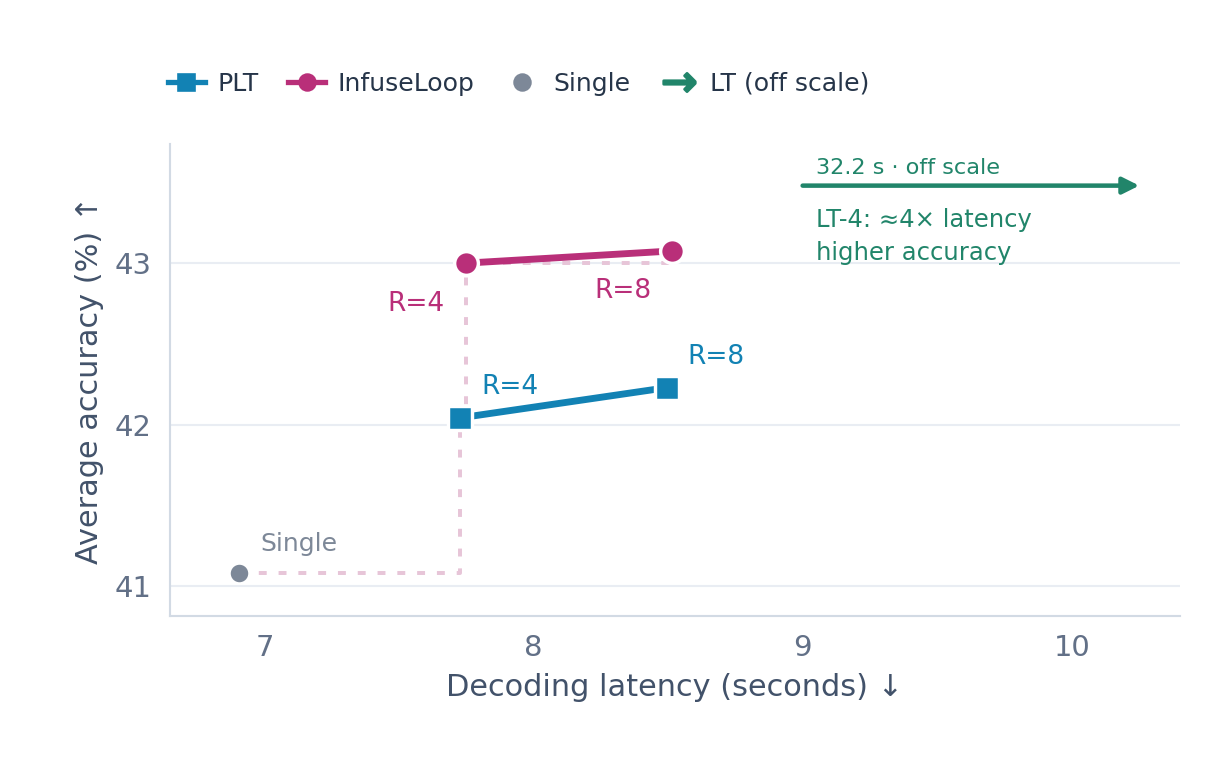 PLT InfuseLoop Single LT (off scale)
32.2 s · off scale
LT-4: ≈4× latency
higher accuracy
Average accuracy (%) ↑
43
42
41
R=4
R=8
R=4
R=8
Single
7 8 9 10
Decoding latency (seconds) ↓